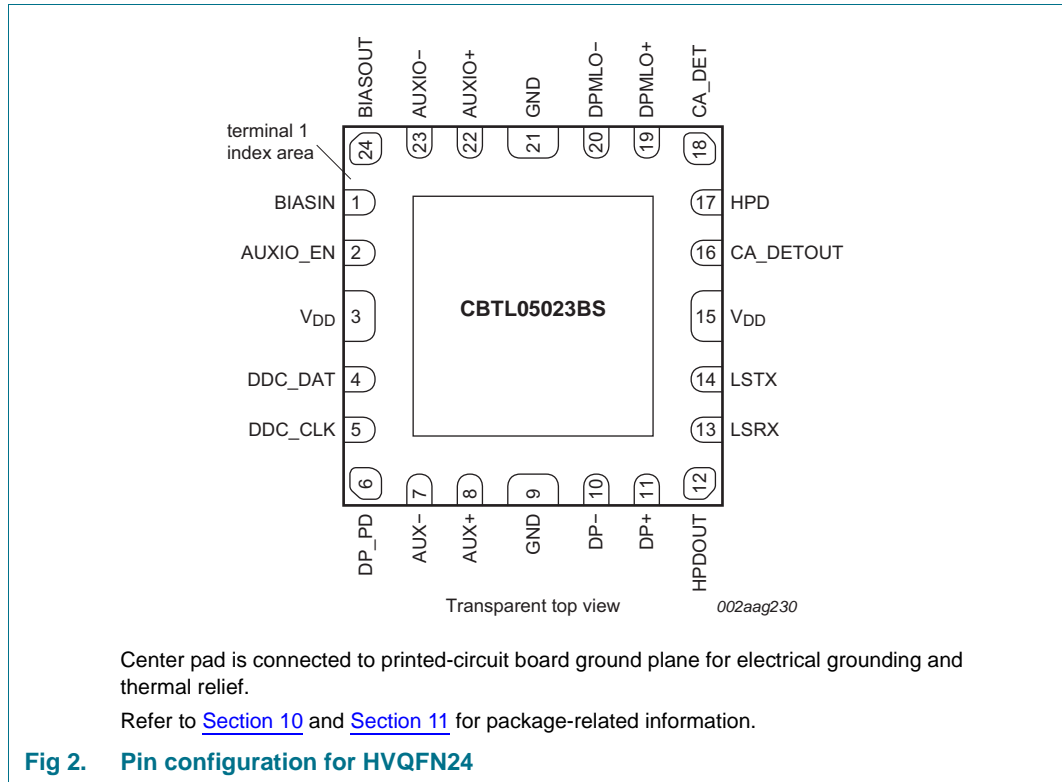 BIASOUT
AUXIO−
AUXIO+
GND
DPMLO−
DPMLO+
CA_DET
terminal 1
index area
24
23
22
21
20
19
18
BIASIN 1
17 HPD
AUXIO_EN 2
16 CA_DETOUT
VDD 3
CBTL05023BS
15 VDD
DDC_DAT 4
14 LSTX
DDC_CLK 5
13 LSRX
6
7
8
9
10
11
12
DP_PD
AUX−
AUX+
GND
DP−
DP+
HPDOUT
Transparent top view
002aag230
Center pad is connected to printed-circuit board ground plane for electrical grounding and
thermal relief.
Refer to Section 10 and Section 11 for package-related information.
Fig 2. Pin configuration for HVQFN24